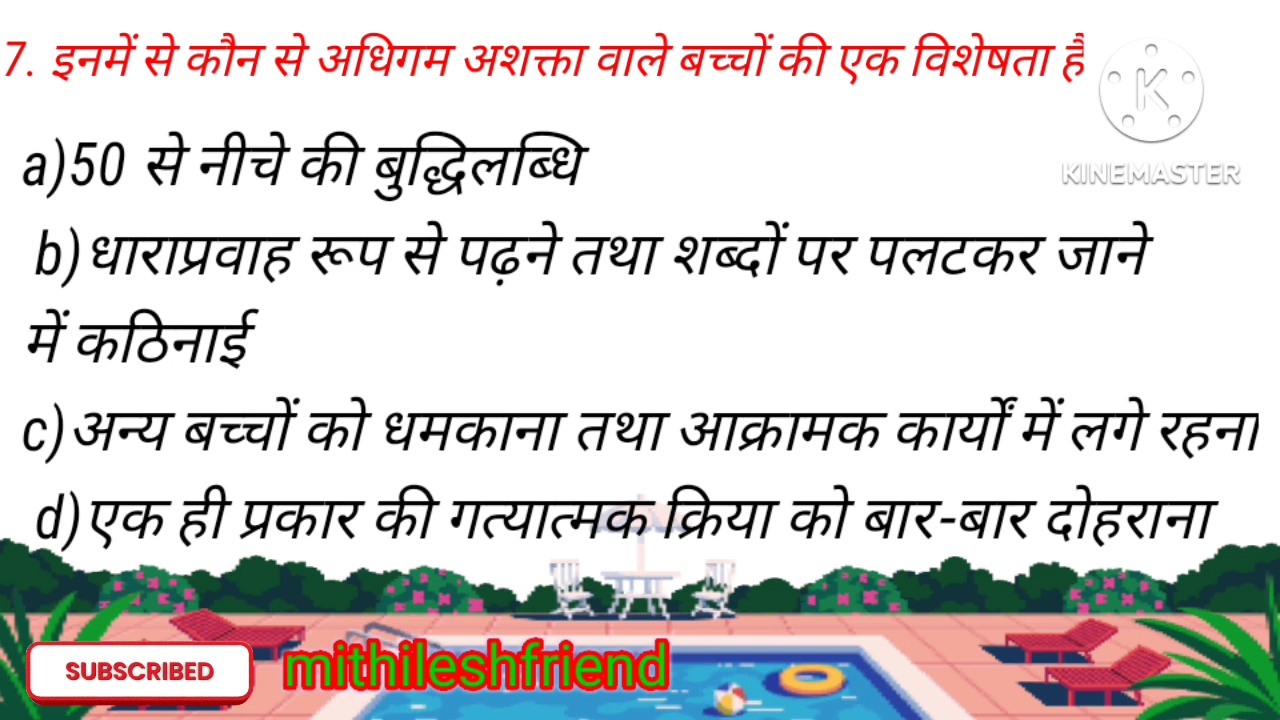 7. इनमें से कौन से अधिगम अशक्ता वाले बच्चों की एक विशेषता है
KINEMASTER
a)50 से नीचे की बुद्धिलब्धि
b)धाराप्रवाह रूप से पढ़ने तथा शब्दों पर पलटकर जाने
में कठिनाई
c)अन्य बच्चों को धमकाना तथा आक्रामक कार्यों में लगे रहना
d)एक ही प्रकार की गत्यात्मक क्रिया को बार-बार दोहराना
SUBSCRIBED
mithileshfriend